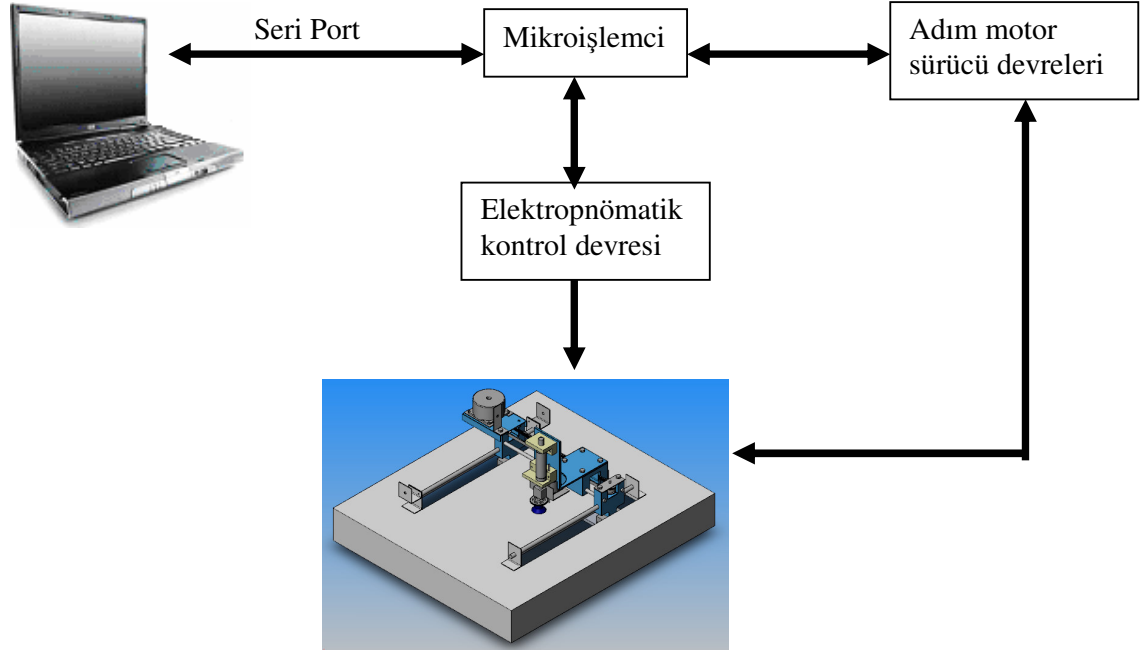 Seri Port
Mikroişlemci
Adım motor
sürücü devreleri
Elektropnömatik
kontrol devresi